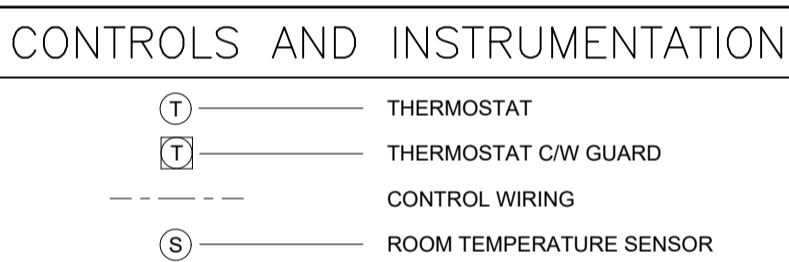 CONTROLS AND INSTRUMENTATION
T THERMOSTAT
T THERMOSTAT C/W GUARD
CONTROL WIRING
S ROOM TEMPERATURE SENSOR